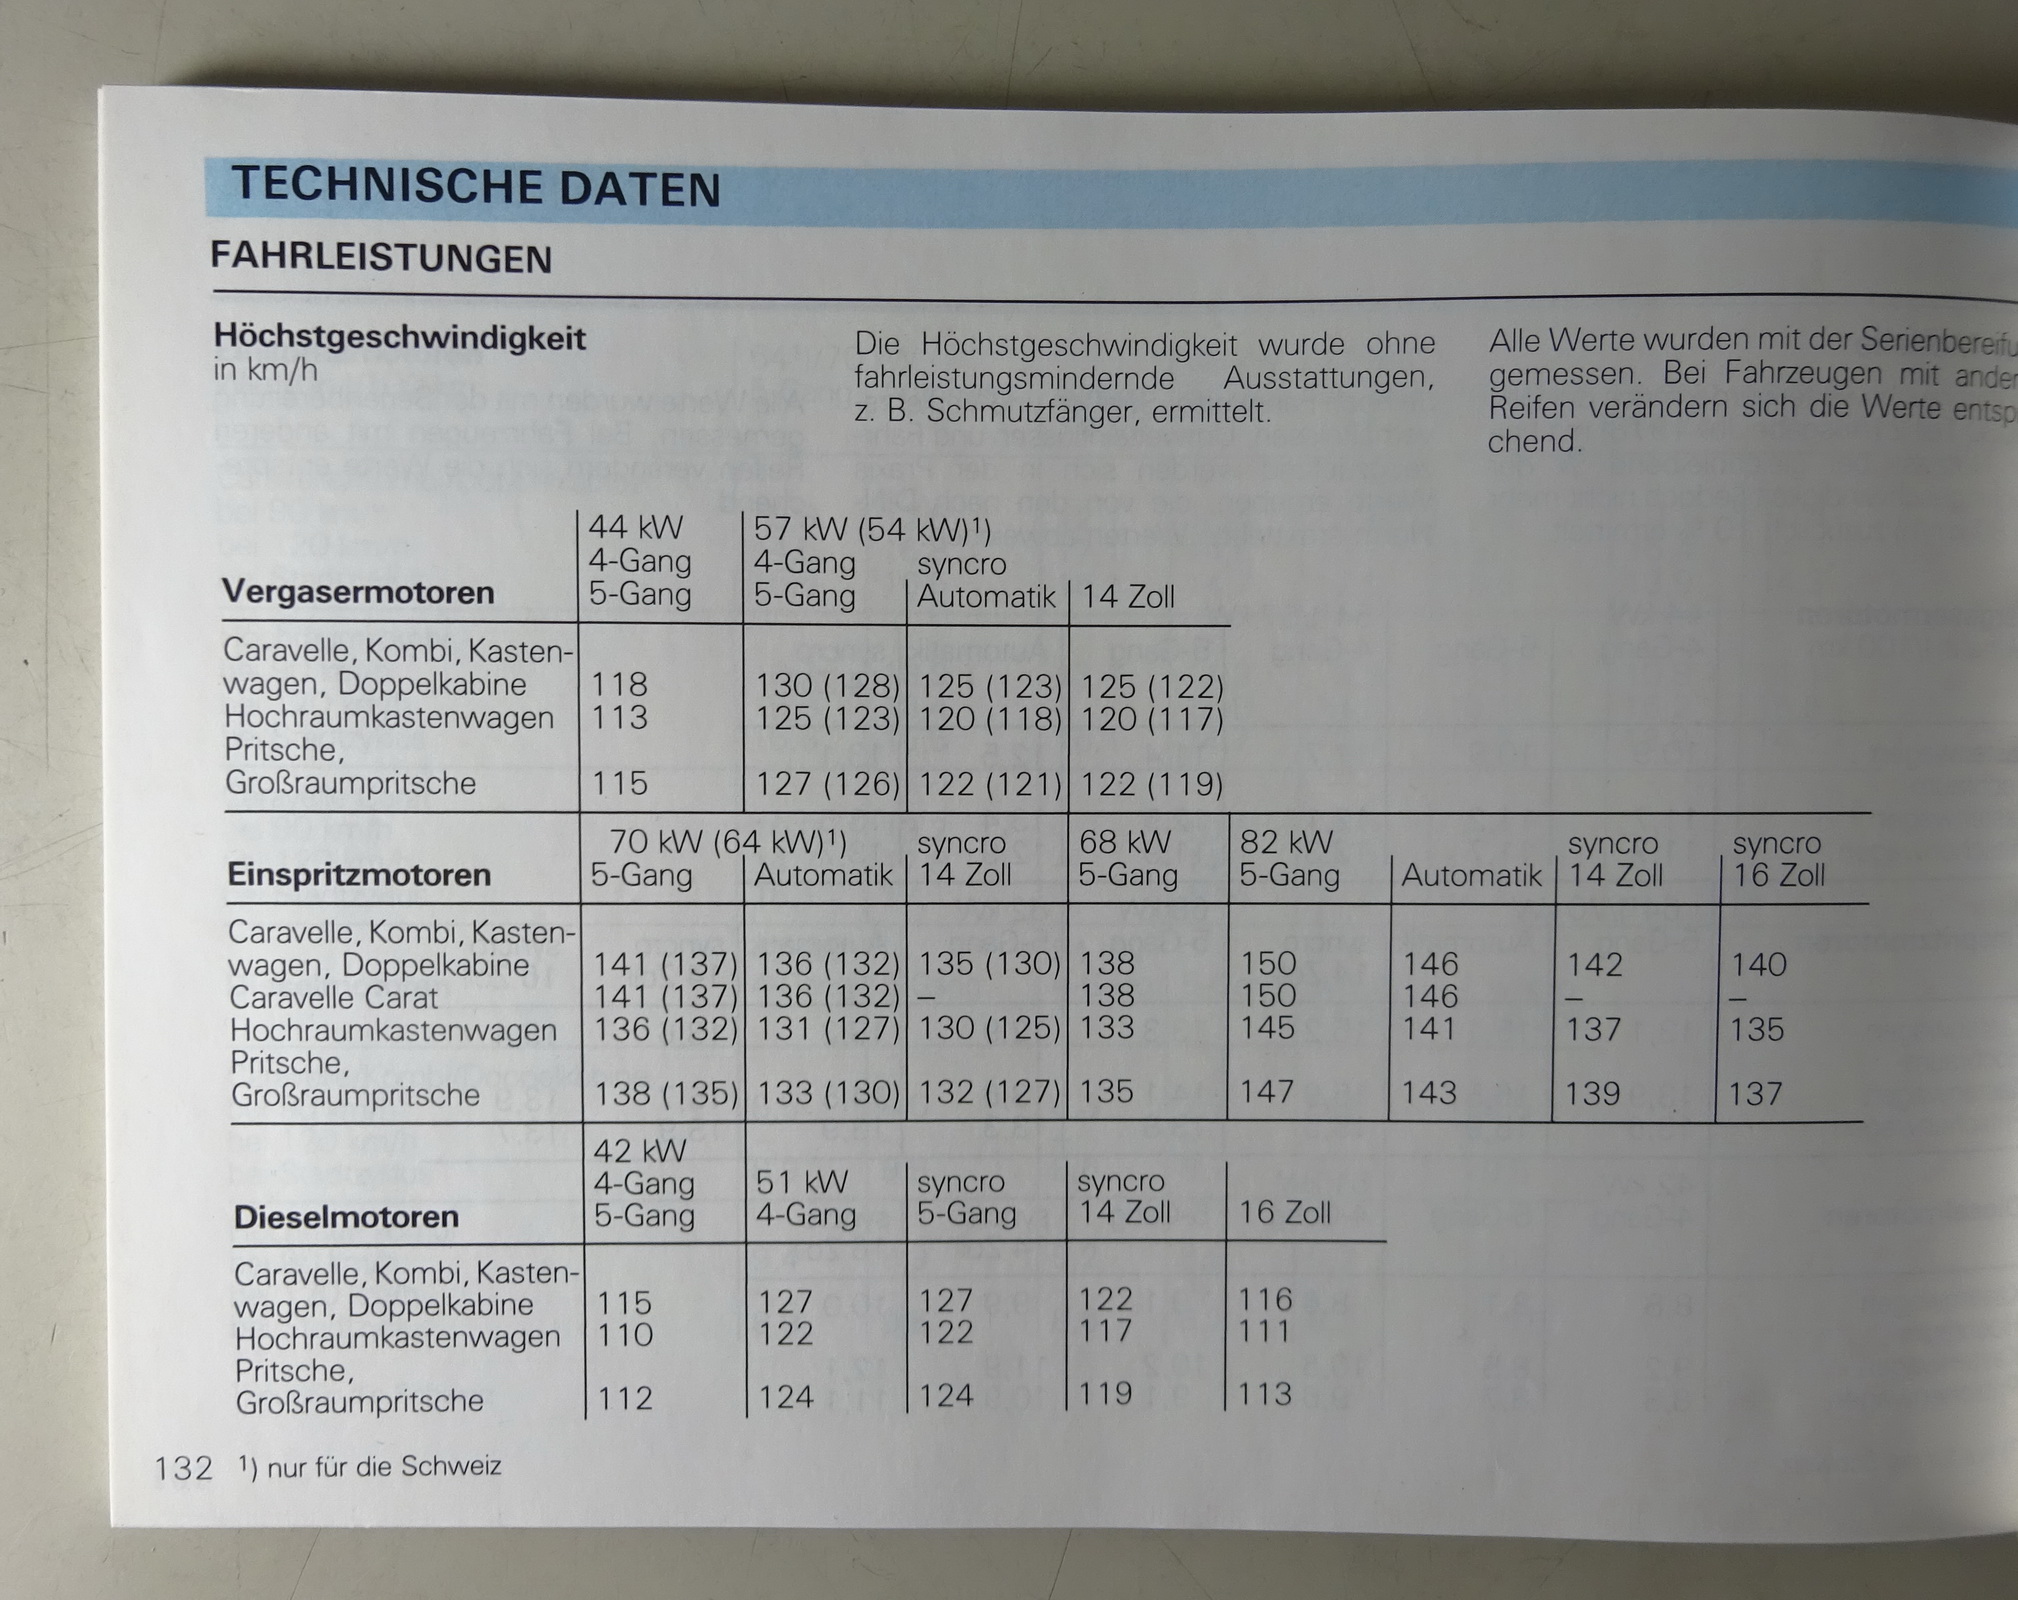 TECHNISCHE DATEN
FAHRLEISTUNGEN
Höchstgeschwindigkeit
in km/h
Die Höchstgeschwindigkeit wurde ohne
fahrleistungsmindernde Ausstattungen,
z. B. Schmutzfänger, ermittelt.
Alle Werte wurden mit der Serienbereifu
gemessen. Bei Fahrzeugen mit ander
Reifen verändern sich die Werte entsp
chend.
44 kW 57 kW (54 kW)¹)
4-Gang 4-Gang syncro
Vergasermotoren 5-Gang 5-Gang Automatik 14 Zoll
Caravelle, Kombi, Kasten-
wagen, Doppelkabine 118 130 (128) 125 (123) 125 (122)
Hochraumkastenwagen 113 125 (123) 120 (118) 120 (117)
Pritsche,
Großraumpritsche 115 127 (126) 122 (121) 122 (119)
70 kW (64 kW)¹) syncro 68 kW 82 kW syncro syncro
Einspritzmotoren 5-Gang Automatik 14 Zoll 5-Gang 5-Gang Automatik 14 Zoll 16 Zoll
Caravelle, Kombi, Kasten-
wagen, Doppelkabine 141 (137) 136 (132) 135 (130) 138 150 146 142 140
Caravelle Carat 141 (137) 136 (132) – 138 150 146 – –
Hochraumkastenwagen 136 (132) 131 (127) 130 (125) 133 145 141 137 135
Pritsche,
Großraumpritsche 138 (135) 133 (130) 132 (127) 135 147 143 139 137
42 kW
4-Gang 51 kW syncro syncro
Dieselmotoren 5-Gang 4-Gang 5-Gang 14 Zoll 16 Zoll
Caravelle, Kombi, Kasten-
wagen, Doppelkabine 115 127 127 122 116
Hochraumkastenwagen 110 122 122 117 111
Pritsche,
Großraumpritsche 112 124 124 119 113
132 ¹) nur für die Schweiz